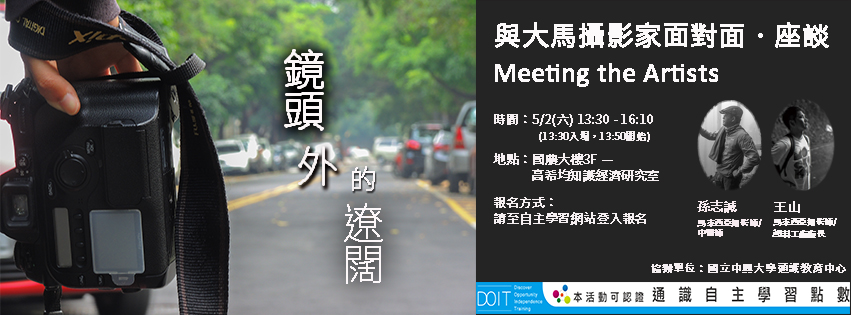 鏡頭
外
的
遼闊
DIGITAL
與大馬攝影家面對面・座談
Meeting the Artists
時間：5/2(六) 13:30 - 16:10
(13:30入場，13:50開始)
地點：國農大樓3F —
高希均知識經濟研究室
報名方式：
請至自主學習網站登入報名
孫志誠
馬來西亞攝影師/
中醫師
王山
馬來西亞攝影師/
協辦單位：國立中興大學通識教育中心
DOIT
Discover
Opportunity
Independence
Training
本活動可認證 通識自主學習點數